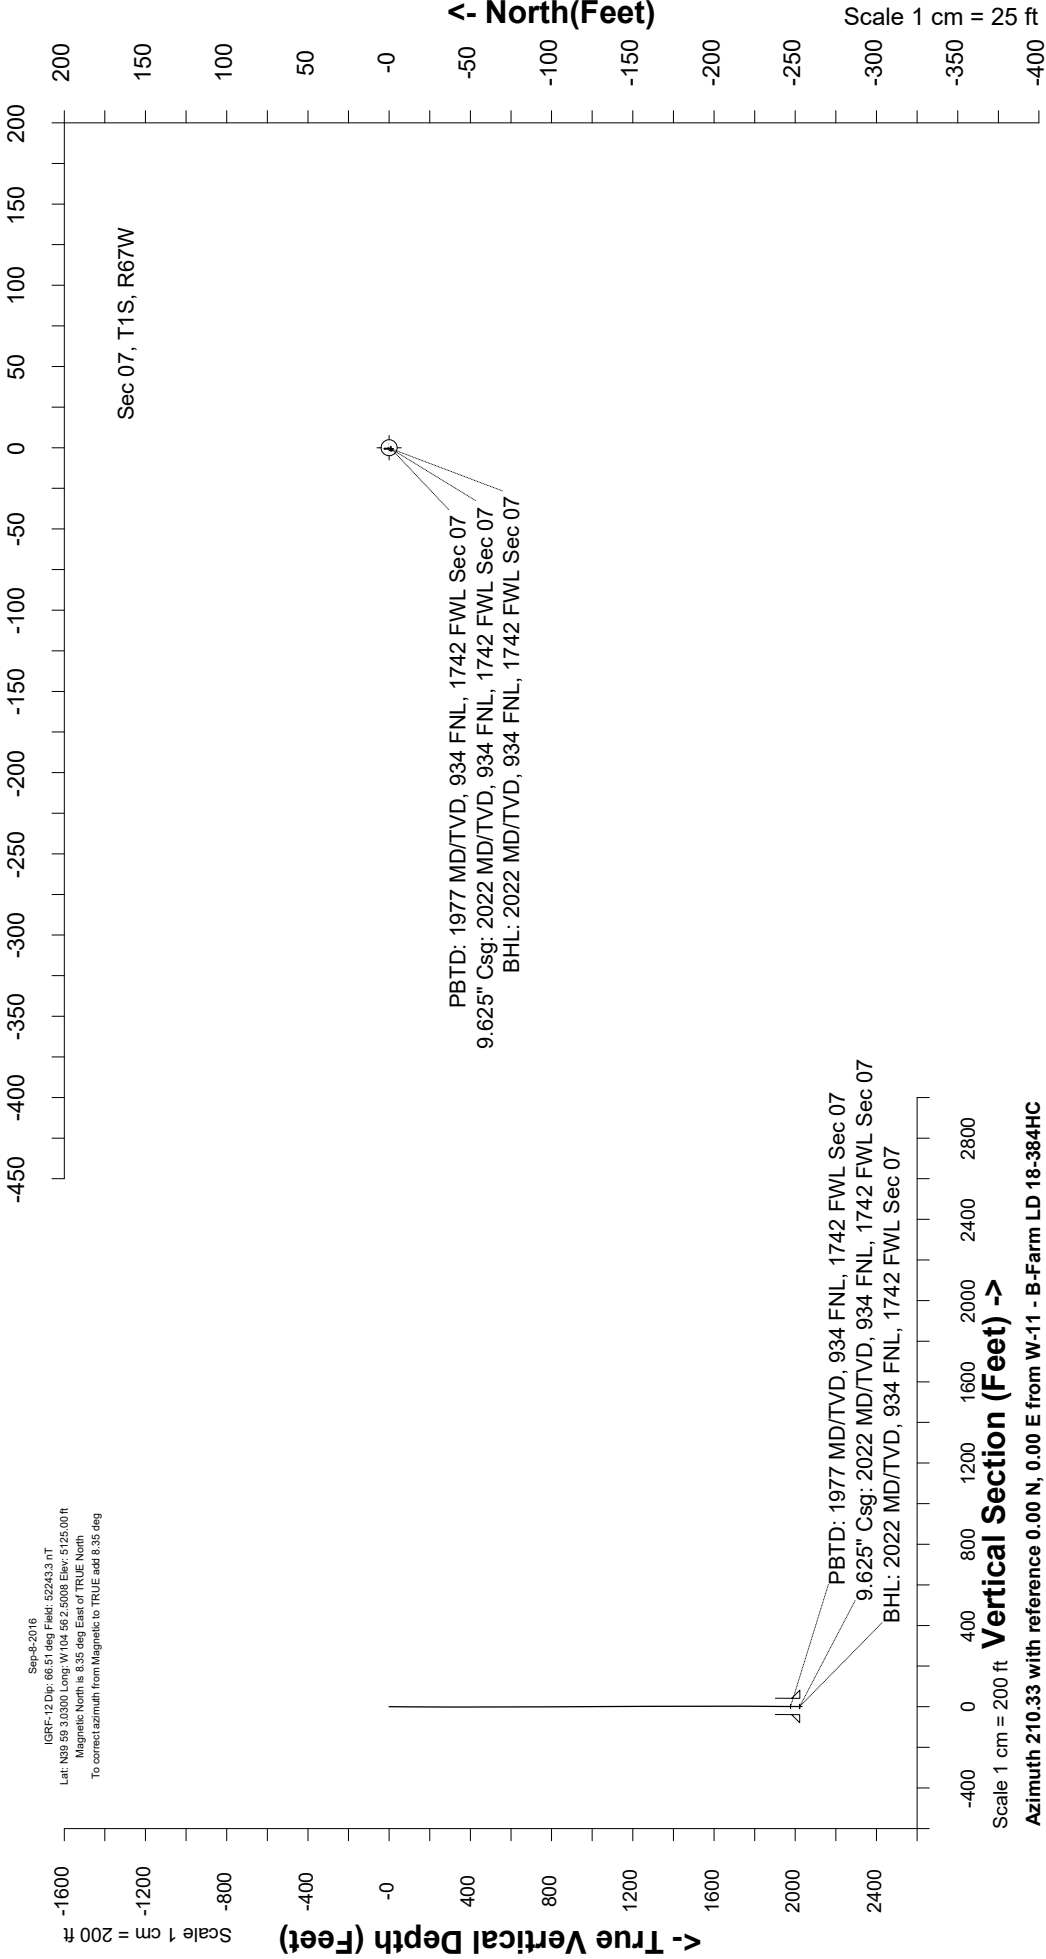 Scale 1 cm = 25 ft
<- North(Feet)
200
150
100
50
-0
-50
-100
-150
-200
-250
-300
-350
-400
-450
-400
-350
-300
-250
-200
-150
-100
-50
0
50
100
150
200
Sec 07, T1S, R67W
PBTD: 1977 MD/TVD, 934 FNL, 1742 FWL Sec 07
9.625" Csg: 2022 MD/TVD, 934 FNL, 1742 FWL Sec 07
BHL: 2022 MD/TVD, 934 FNL, 1742 FWL Sec 07
Sep-8-2016
IGRF-12 Dip: 66.51 deg Field: 52243.3 nT
Lat: N39 59 3.0300 Long: W104 56 2.5008 Elev: 5125.00 ft
Magnetic North is 8.35 deg East of TRUE North
To correct azimuth from Magnetic to TRUE add 8.35 deg
Scale 1 cm = 200 ft
<- True Vertical Depth (Feet)
-1600
-1200
-800
-400
-0
400
800
1200
1600
2000
2400
PBTD: 1977 MD/TVD, 934 FNL, 1742 FWL Sec 07
9.625" Csg: 2022 MD/TVD, 934 FNL, 1742 FWL Sec 07
BHL: 2022 MD/TVD, 934 FNL, 1742 FWL Sec 07
-400
0
400
800
1200
1600
2000
2400
2800
Scale 1 cm = 200 ft Vertical Section (Feet) ->
Azimuth 210.33 with reference 0.00 N, 0.00 E from W-11 - B-Farm LD 18-384HC